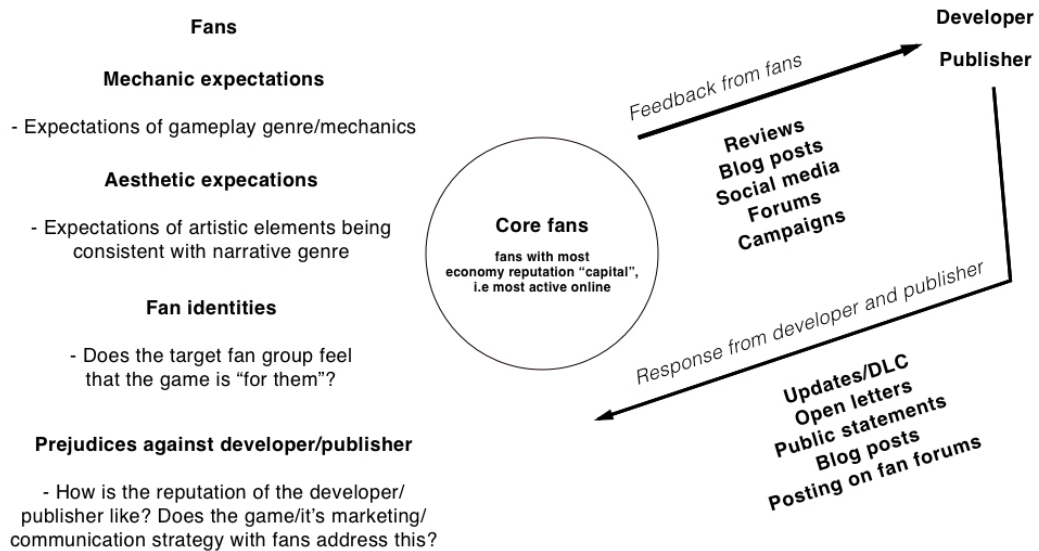 Fans
Mechanic expectations
- Expectations of gameplay genre/mechanics
Aesthetic expecations
- Expectations of artistic elements being
consistent with narrative genre
Fan identities
- Does the target fan group feel
that the game is “for them”?
Prejudices against developer/publisher
- How is the reputation of the developer/
publisher like? Does the game/it's marketing/
communication strategy with fans address this?
Core fans
fans with most
economy reputation “capital”,
i.e most active online
Developer
Publisher
Feedback from fans
Reviews
Blog posts
Social media
Forums
Campaigns
Response from developer and publisher
Updates/DLC
Open letters
Public statements
Blog posts
Posting on fan forums